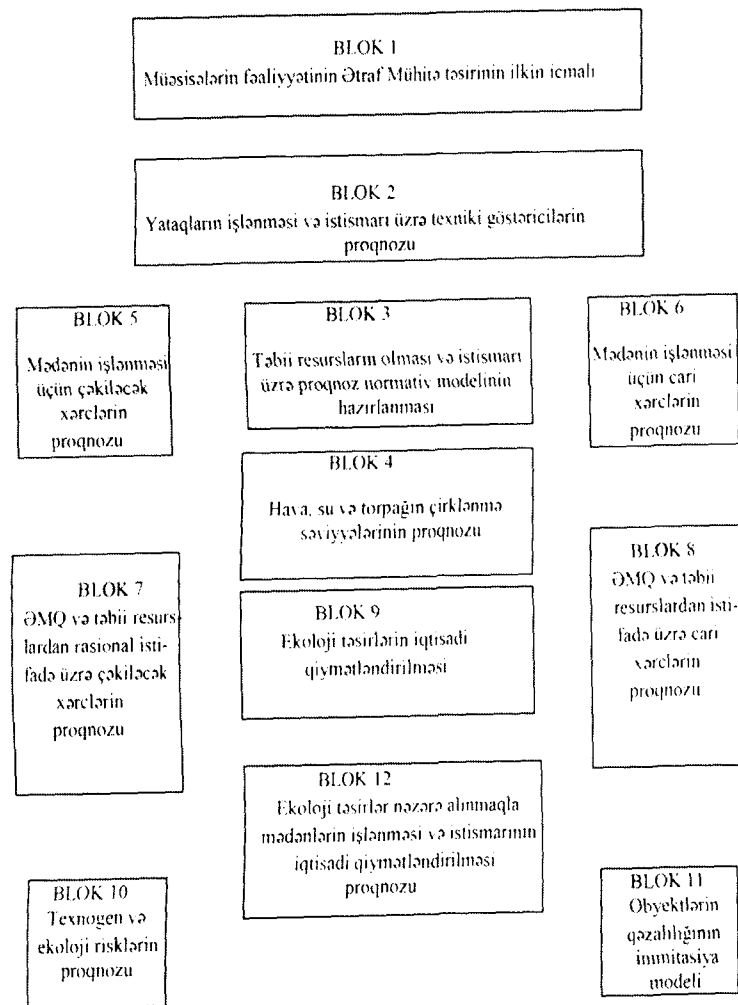 BLOK 1
Müəsisələrin fəaliyyətinin Ətraf Mühitə təsirinin ilkin icmalı
BLOK 2
Yataqların işlənməsi və istismarı üzrə texniki göstəricilərin
proqnozu
BLOK 5
Mədənin işlənməsi
üçün çəkiləcək
xərclərin
proqnozu
BLOK 3
Təbii resursların olması və istismarı
üzrə proqnoz normativ modelinin
hazırlanması
BLOK 6
Mədənin işlənməsi
üçün cari
xərclərin
proqnozu
BLOK 4
Hava, su və torpağın çirklənmə
səviyyələrinin proqnozu
BLOK 7
ƏMQ və təbii resurs-
lardan rasional isti-
fadə üzrə çəkiləcək
xərclərin
proqnozu
BLOK 9
Ekoloji təsirlərin iqtisadi
qiymətləndirilməsi
BLOK 8
ƏMQ və təbii
resurslardan isti-
fadə üzrə cari
xərclərin
proqnozu
BLOK 12
Ekoloji təsirlər nəzərə alınmaqla
mədənlərin işlənməsi və istismarının
iqtisadi qiymətləndirilməsi
proqnozu
BLOK 10
Texnogen və
ekoloji risklərin
proqnozu
BLOK 11
Obyektlərin
qəzalılığının
immitasiya
modeli